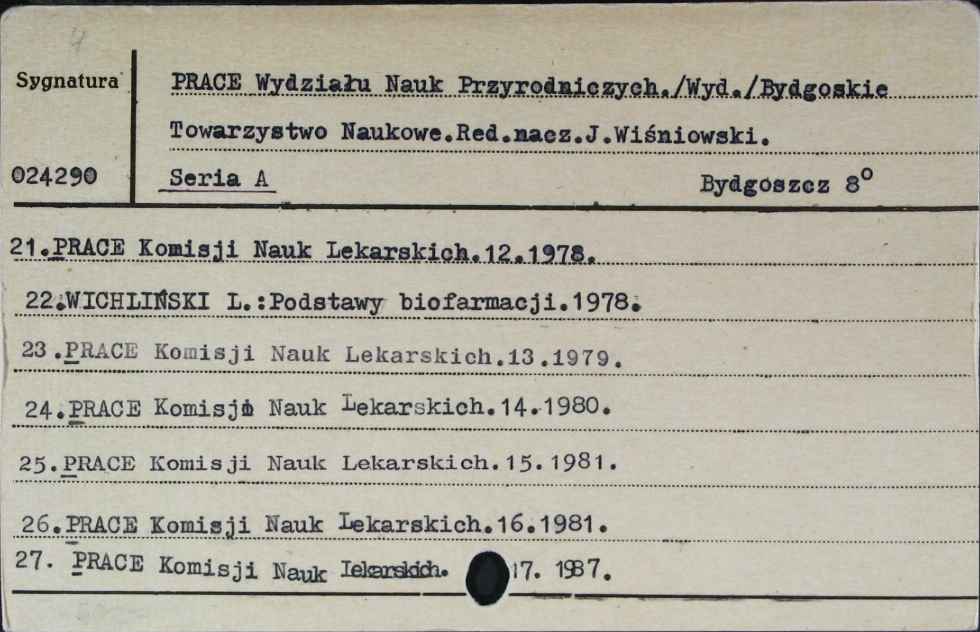 4
Sygnatura
PRACE Wydziału Nauk Przyrodniczych./Wyd./Bydgoskie
Towarzystwo Naukowe.Red.nacz.J.Wiśniowski.
024290
Seria A Bydgoszcz 8°
21.PRACE Komisji Nauk Lekarskich.12.1978.
22.WICHLIŃSKI L.:Podstawy biofarmacji.1978.
23.PRACE Komisji Nauk Lekarskich.13.1979.
24.PRACE Komisji Nauk Lekarskich.14.1980.
25.PRACE Komisji Nauk Lekarskich.15.1981.
26.PRACE Komisji Nauk Lekarskich.16.1981.
27. PRACE Komisji Nauk Lekarskich. 17. 1987.